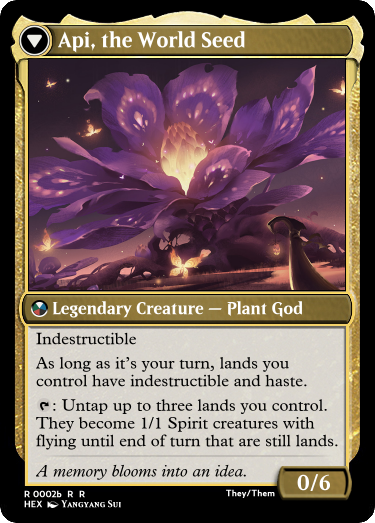 Api, the World Seed
Legendary Creature — Plant God
Indestructible
As long as it's your turn, lands you
control have indestructible and haste.
: Untap up to three lands you control.
They become 1/1 Spirit creatures with
flying until end of turn that are still lands.
A memory blooms into an idea.
0/6
R 0002b R R
They/Them
HEX Yangyang Sui